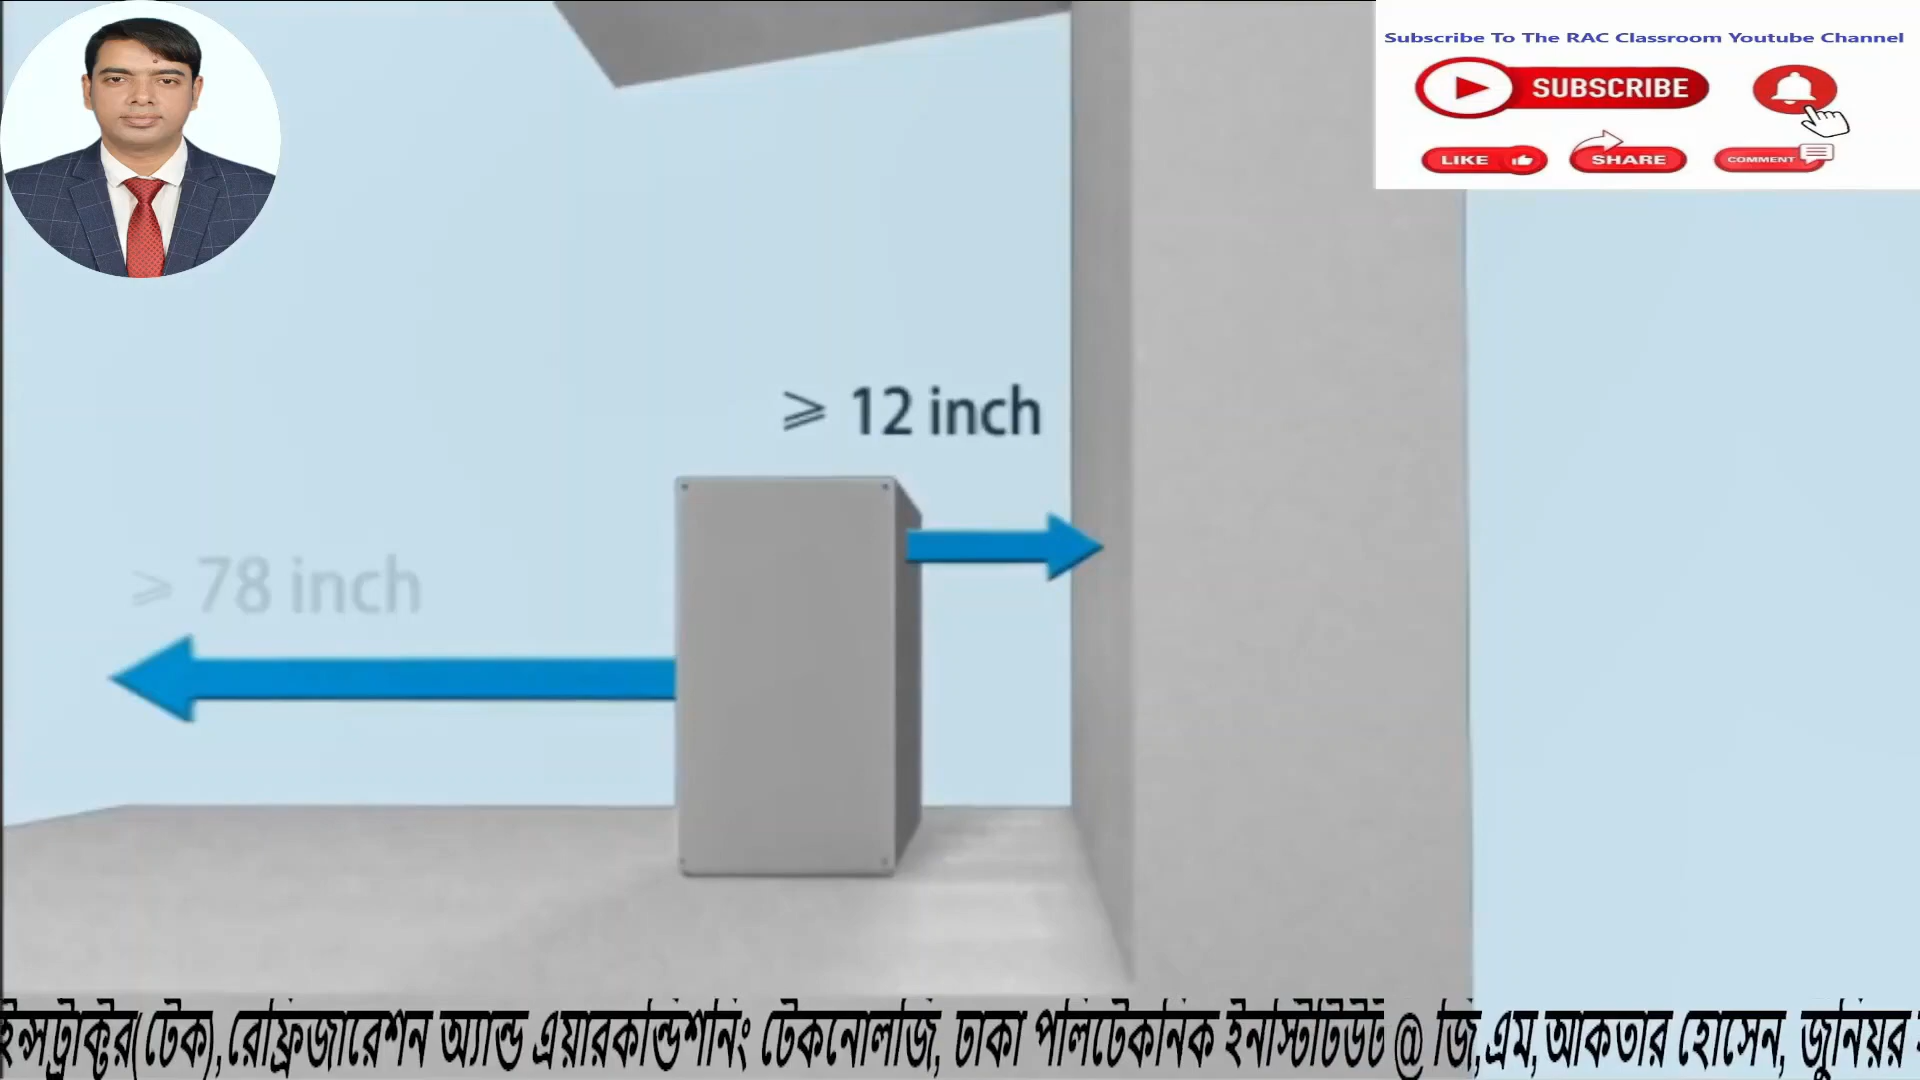 Subscribe To The RAC Classroom Youtube Channel
SUBSCRIBE
LIKE
SHARE
COMMENT
⩾ 12 inch
⩾ 78 inch
ইন্সট্রাক্টর(টেক),রেফ্রিজারেশন অ্যান্ড এয়ারকন্ডিশনিং টেকনোলজি, ঢাকা পলিটেকনিক ইনস্টিটিউট @ জি,এম,আকতার হোসেন, জুনিয়র